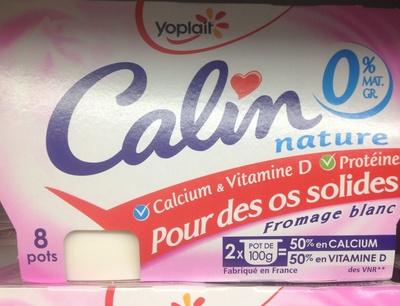 Yoplait
Calin
0% MAT. GR.
nature
Calcium & Vitamine D Protéine
Pour des os solides
Fromage blanc
8 pots
2x POT DE 100g = 50% en CALCIUM
50% en VITAMINE D
Fabriqué en France des VNR**